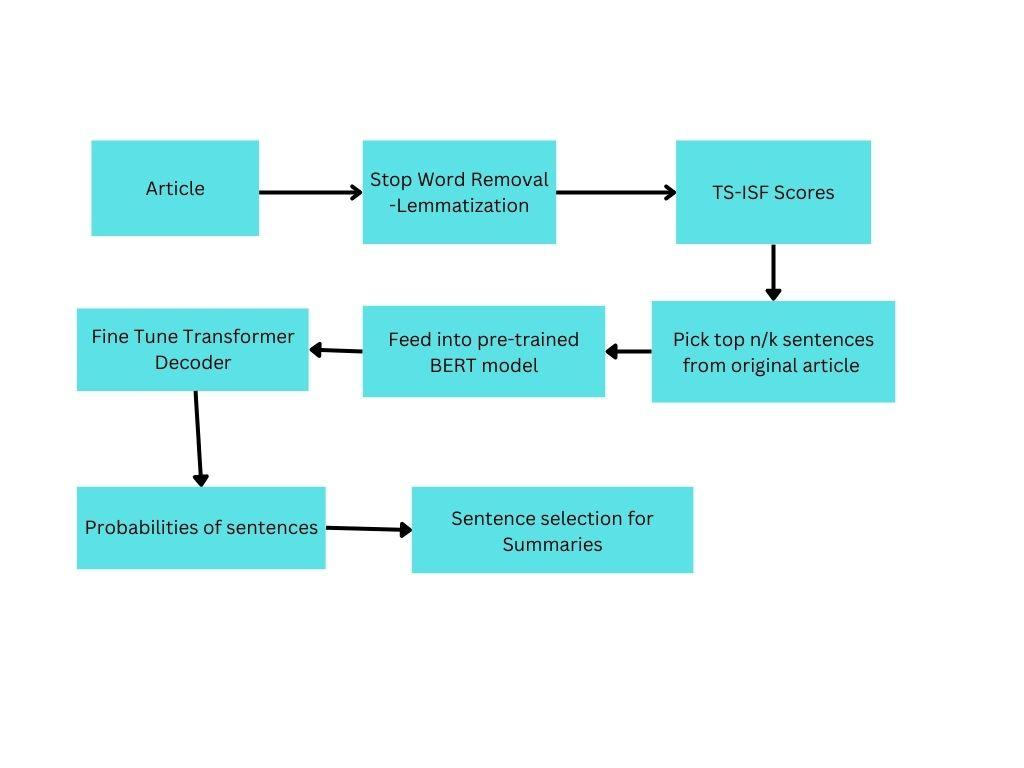 Article
Stop Word Removal
-Lemmatization
TS-ISF Scores
Pick top n/k sentences
from original article
Feed into pre-trained
BERT model
Fine Tune Transformer
Decoder
Probabilities of sentences
Sentence selection for
Summaries